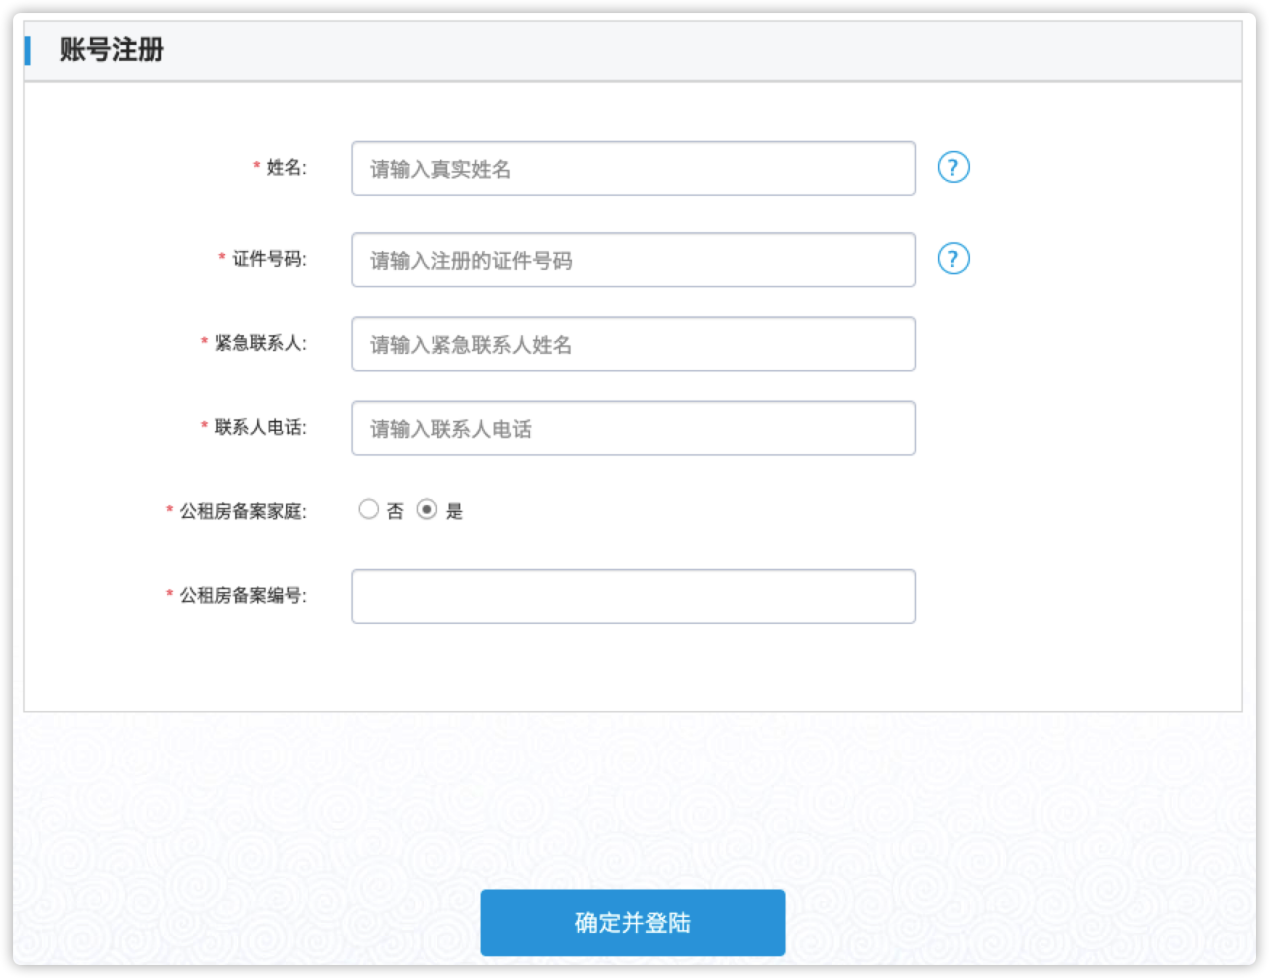 账号注册
* 姓名: 请输入真实姓名 ?
* 证件号码: 请输入注册的证件号码 ?
* 紧急联系人: 请输入紧急联系人姓名
* 联系人电话: 请输入联系人电话
* 公租房备案家庭: 否 是
* 公租房备案编号:
确定并登陆